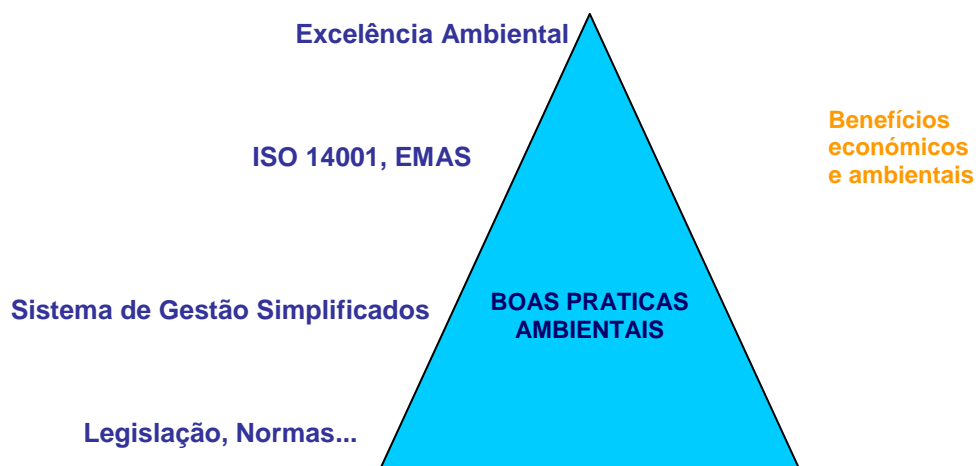 Excelência Ambiental
Benefícios
económicos
e ambientais
ISO 14001, EMAS
Sistema de Gestão Simplificados
BOAS PRATICAS
AMBIENTAIS
Legislação, Normas...